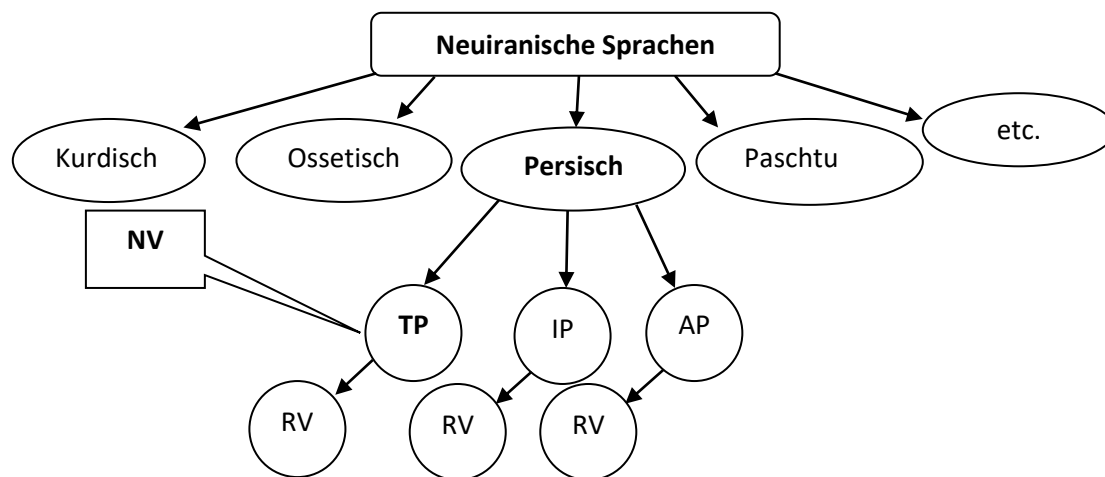 Neuiranische Sprachen
Kurdisch
Ossetisch
Persisch
Paschtu
etc.
NV
TP
IP
AP
RV
RV
RV